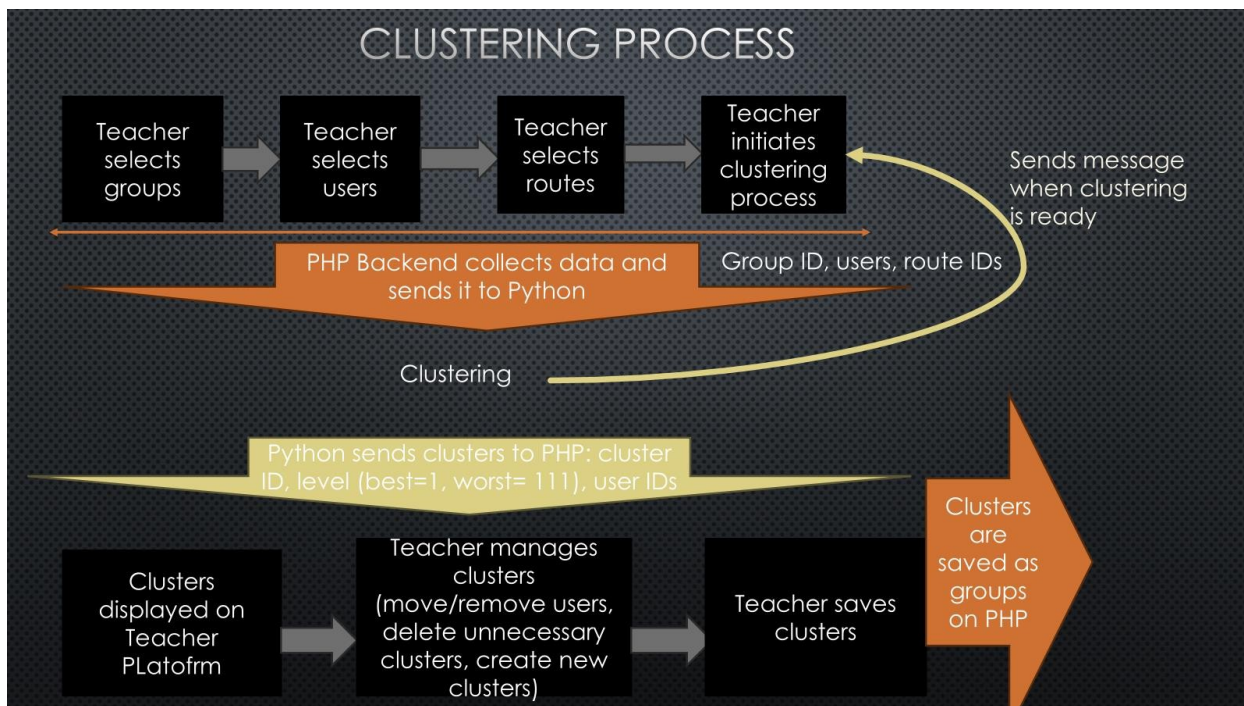 CLUSTERING PROCESS
Teacher
selects
groups
Teacher
selects
users
Teacher
selects
routes
Teacher
initiates
clustering
process
Sends message
when clustering
is ready
PHP Backend collects data and
sends it to Python
Group ID, users, route IDs
Clustering
Python sends clusters to PHP: cluster
ID, level (best=1, worst= 111), user IDs
Clusters
displayed on
Teacher
PLatofrm
Teacher manages
clusters
(move/remove users,
delete unnecessary
clusters, create new
clusters)
Teacher saves
clusters
Clusters
are
saved as
groups
on PHP